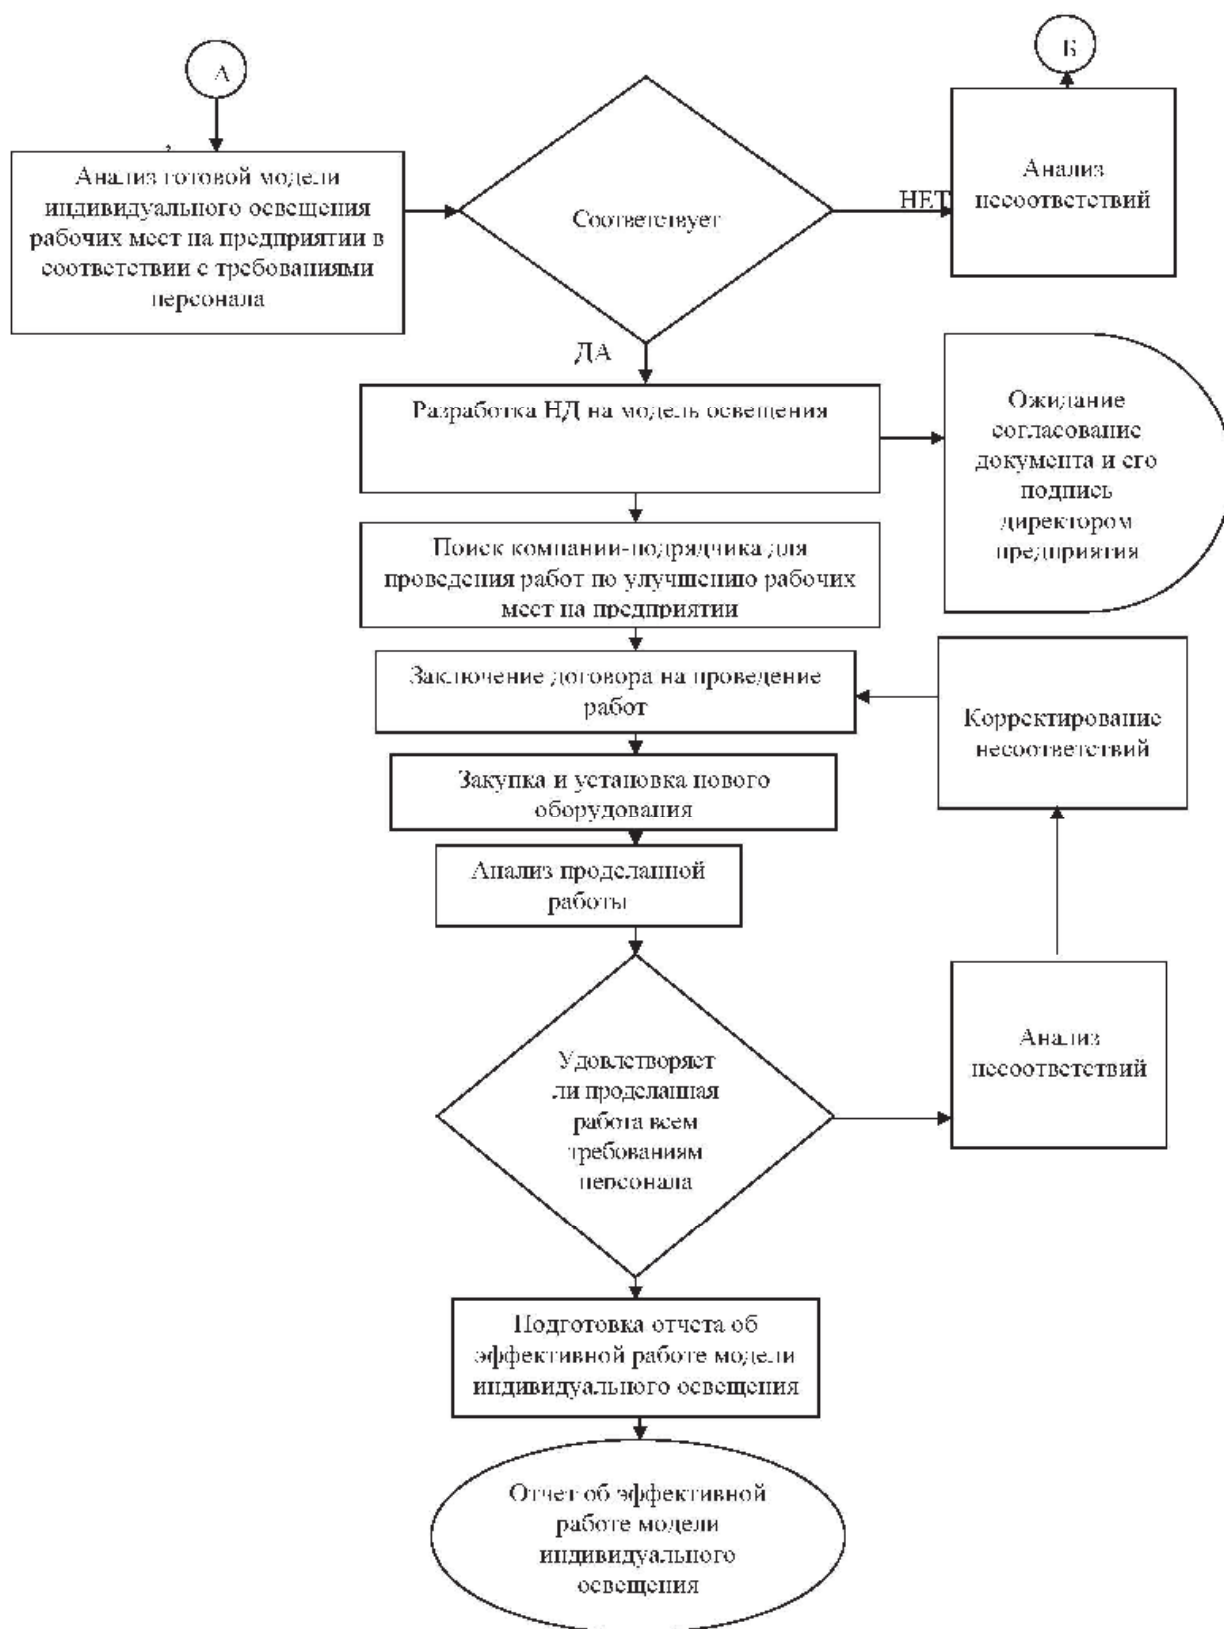 А
Анализ готовой модели
индивидуального освещения
рабочих мест на предприятии в
соответствии с требованиями
персонала
Соответствует
НЕТ
Анализ
несоответствий
Б
ДА
Разработка НД на модель освещения
Ожидание
согласование
документа и его
подпись
директором
предприятия
Поиск компании-подрядчика для
проведения работ по улучшению рабочих
мест на предприятии
Заключение договора на проведение
работ
Корректирование
несоответствий
Закупка и установка нового
оборудования
Анализ проделанной
работы
Удовлетворяет
ли проделанная
работа всем
требованиям
персонала
Анализ
несоответствий
Подготовка отчета об
эффективной работе модели
индивидуального освещения
Отчет об эффективной
работе модели
индивидуального
освещения